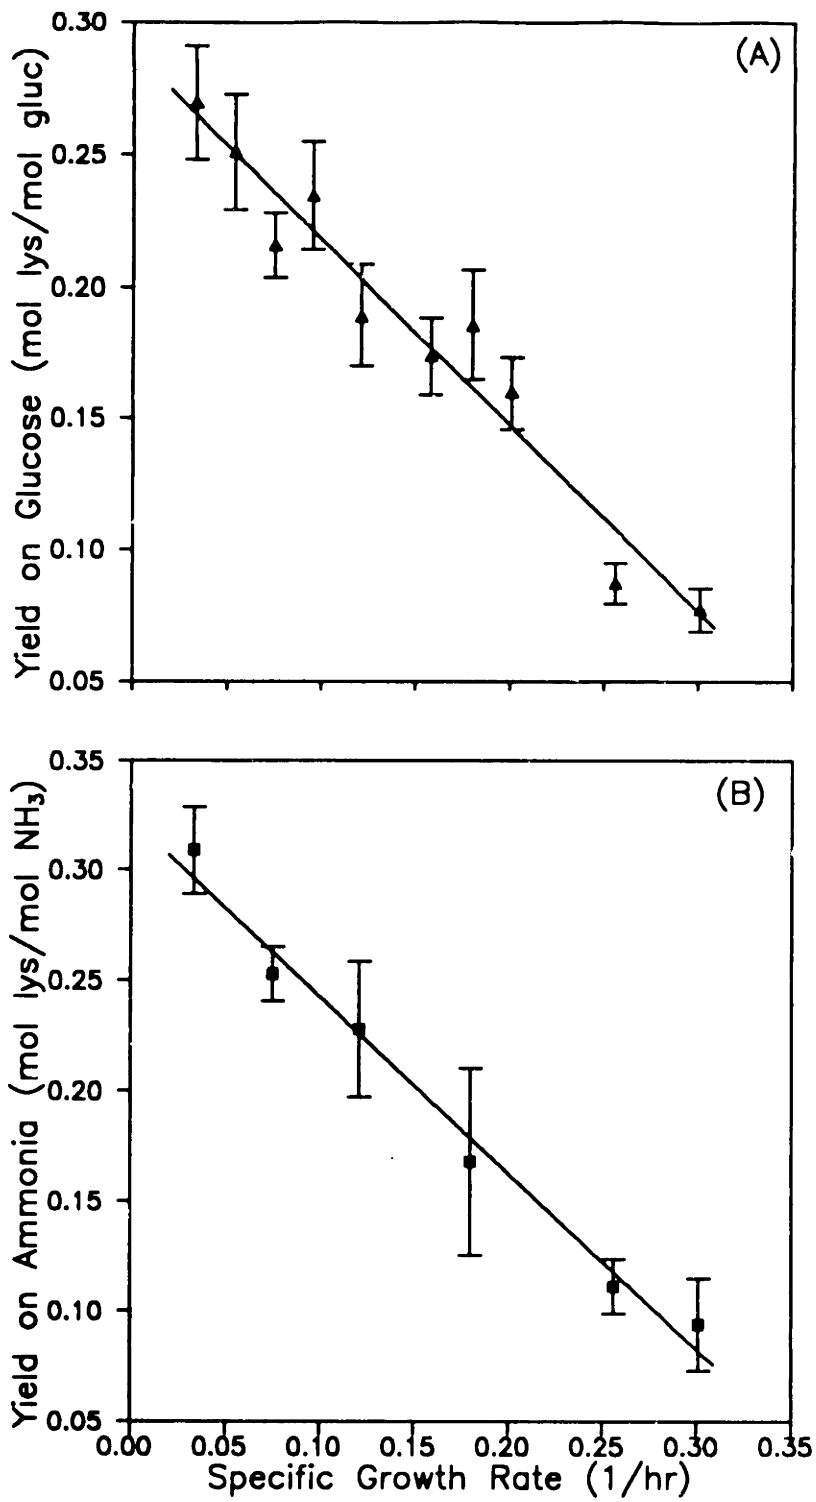 (A)
Yield on Glucose (mol lys/mol gluc)
0.30
0.25
0.20
0.15
0.10
0.05
(B)
Yield on Ammonia (mol lys/mol NH₃)
0.35
0.30
0.25
0.20
0.15
0.10
0.05
0.00 0.05 0.10 0.15 0.20 0.25 0.30 0.35
Specific Growth Rate (1/hr)